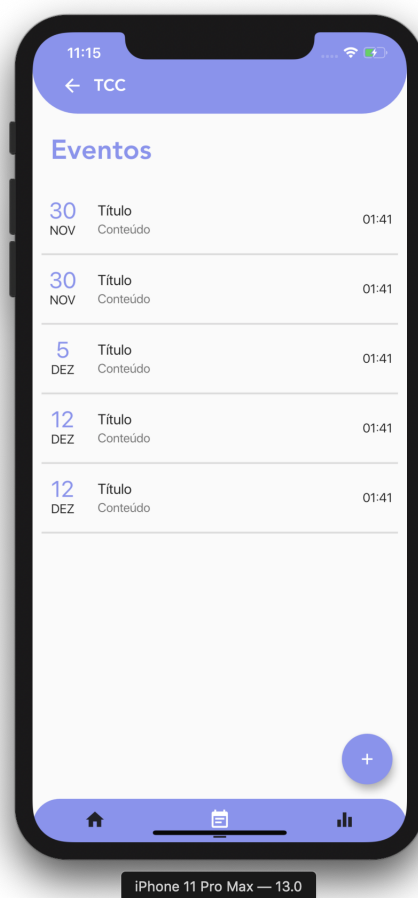 11:15
TCC
Eventos
30 Título 01:41
NOV Conteúdo
30 Título 01:41
NOV Conteúdo
5 Título 01:41
DEZ Conteúdo
12 Título 01:41
DEZ Conteúdo
12 Título 01:41
DEZ Conteúdo
+
iPhone 11 Pro Max — 13.0